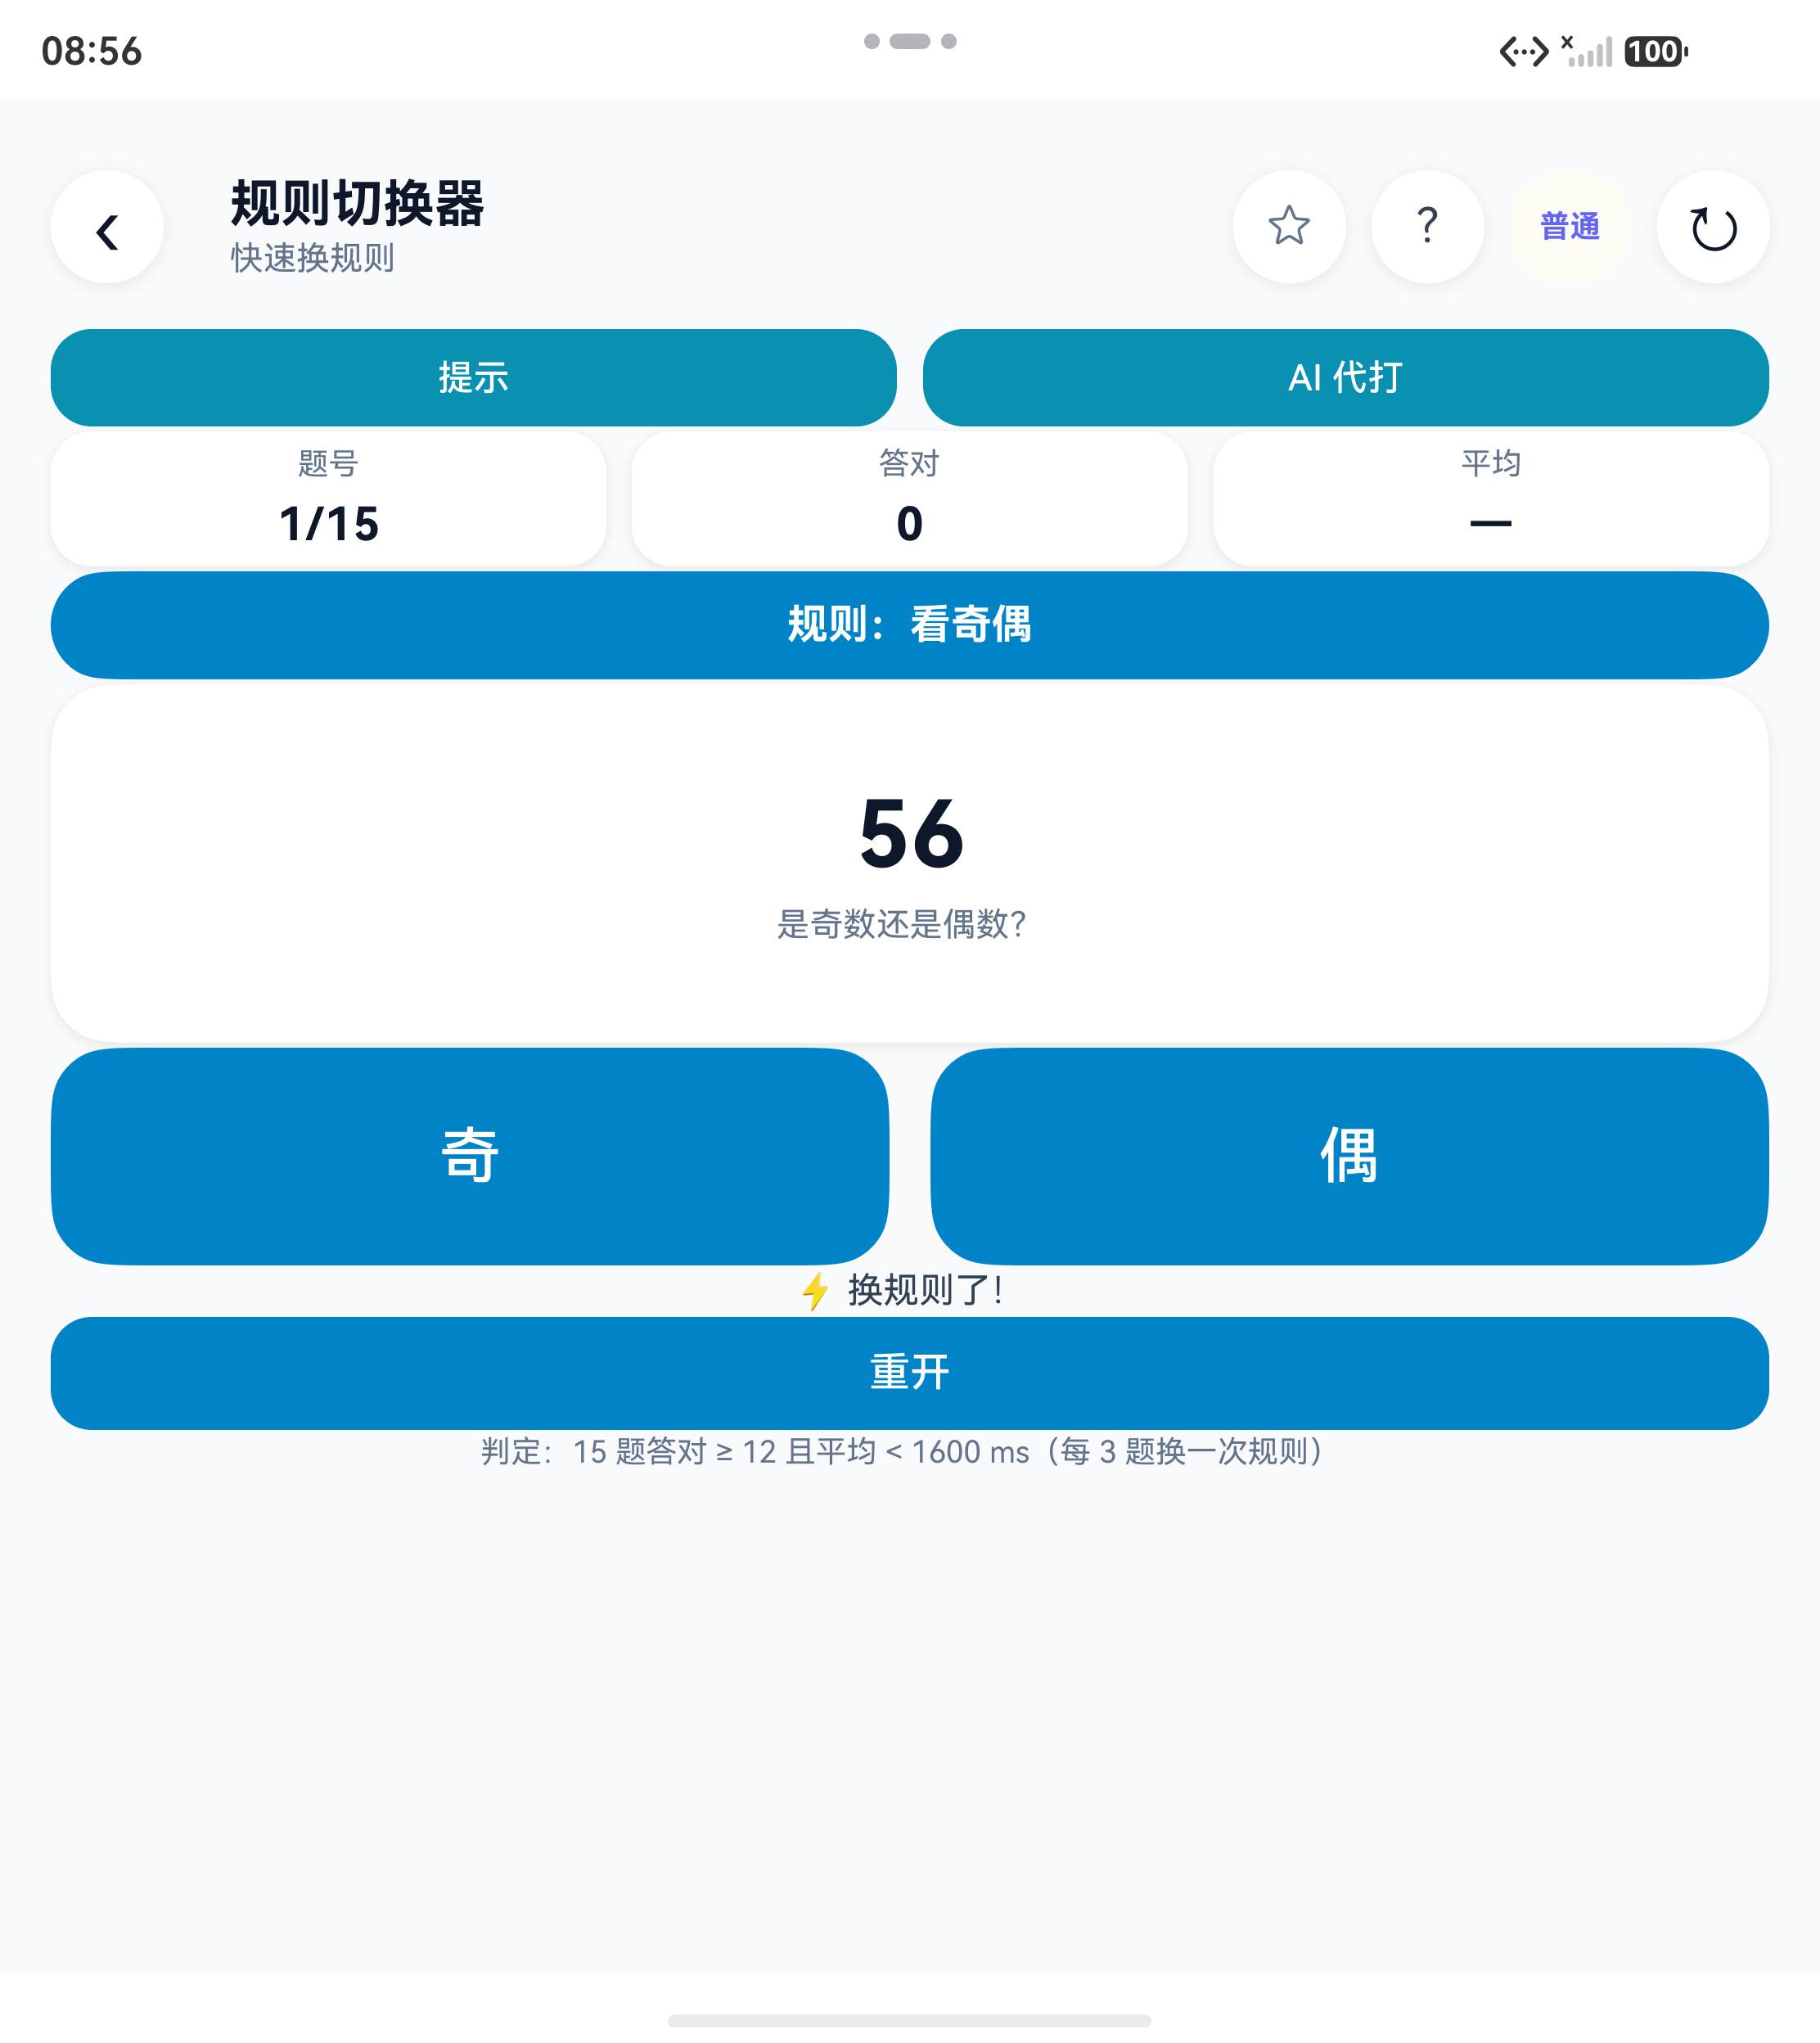 08:56
100
规则切换器
快速换规则
?
普通
提示
AI 代打
题号
答对
平均
1/15
0
—
规则：看奇偶
56
是奇数还是偶数？
奇
偶
⚡ 换规则了！
重开
判定：15 题答对 ≥ 12 且平均 < 1600 ms（每 3 题换一次规则）